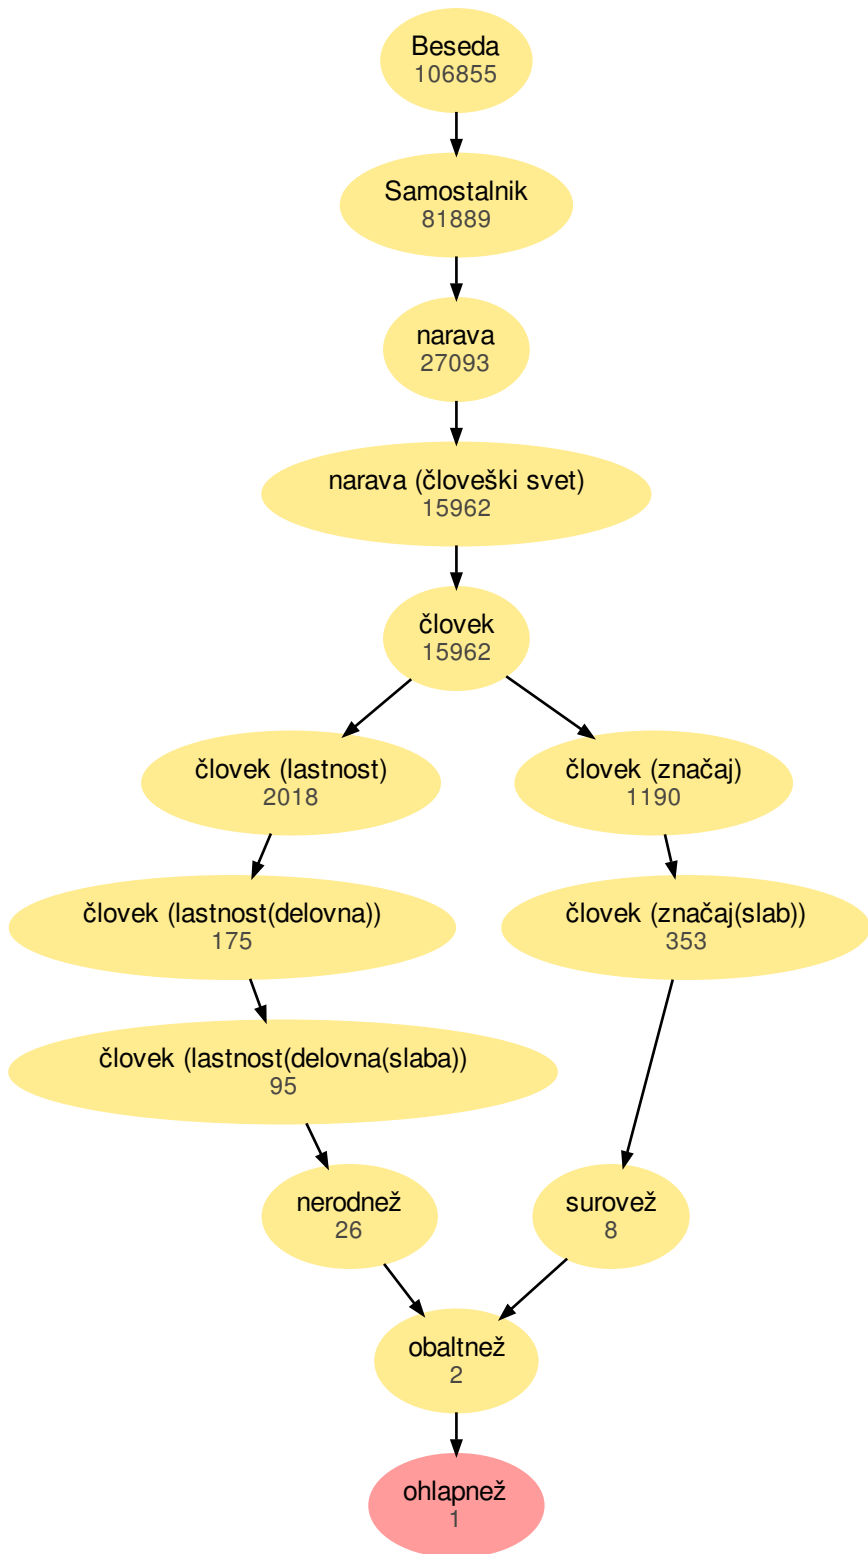 Beseda
106855
Samostalnik
81889
narava
27093
narava (človeški svet)
15962
človek
15962
človek (lastnost)
2018
človek (značaj)
1190
človek (lastnost(delovna))
175
človek (značaj(slab))
353
človek (lastnost(delovna(slaba))
95
nerodnež
26
surovež
8
obaltnež
2
ohlapnež
1